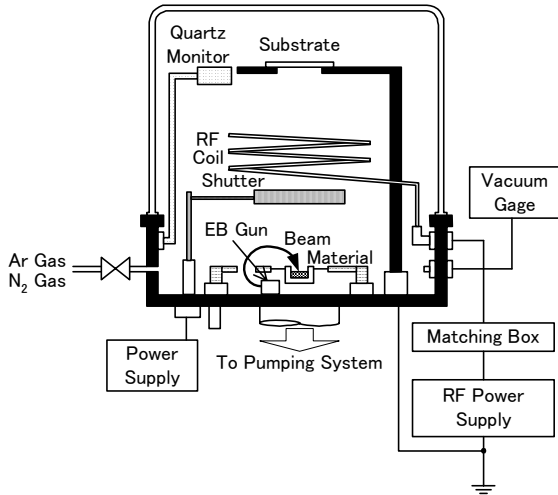 Quartz
Monitor
Substrate
RF
Coil
Shutter
Vacuum
Gage
EB Gun
Beam
Material
Ar Gas
N₂ Gas
Matching Box
Power
Supply
To Pumping System
RF Power
Supply